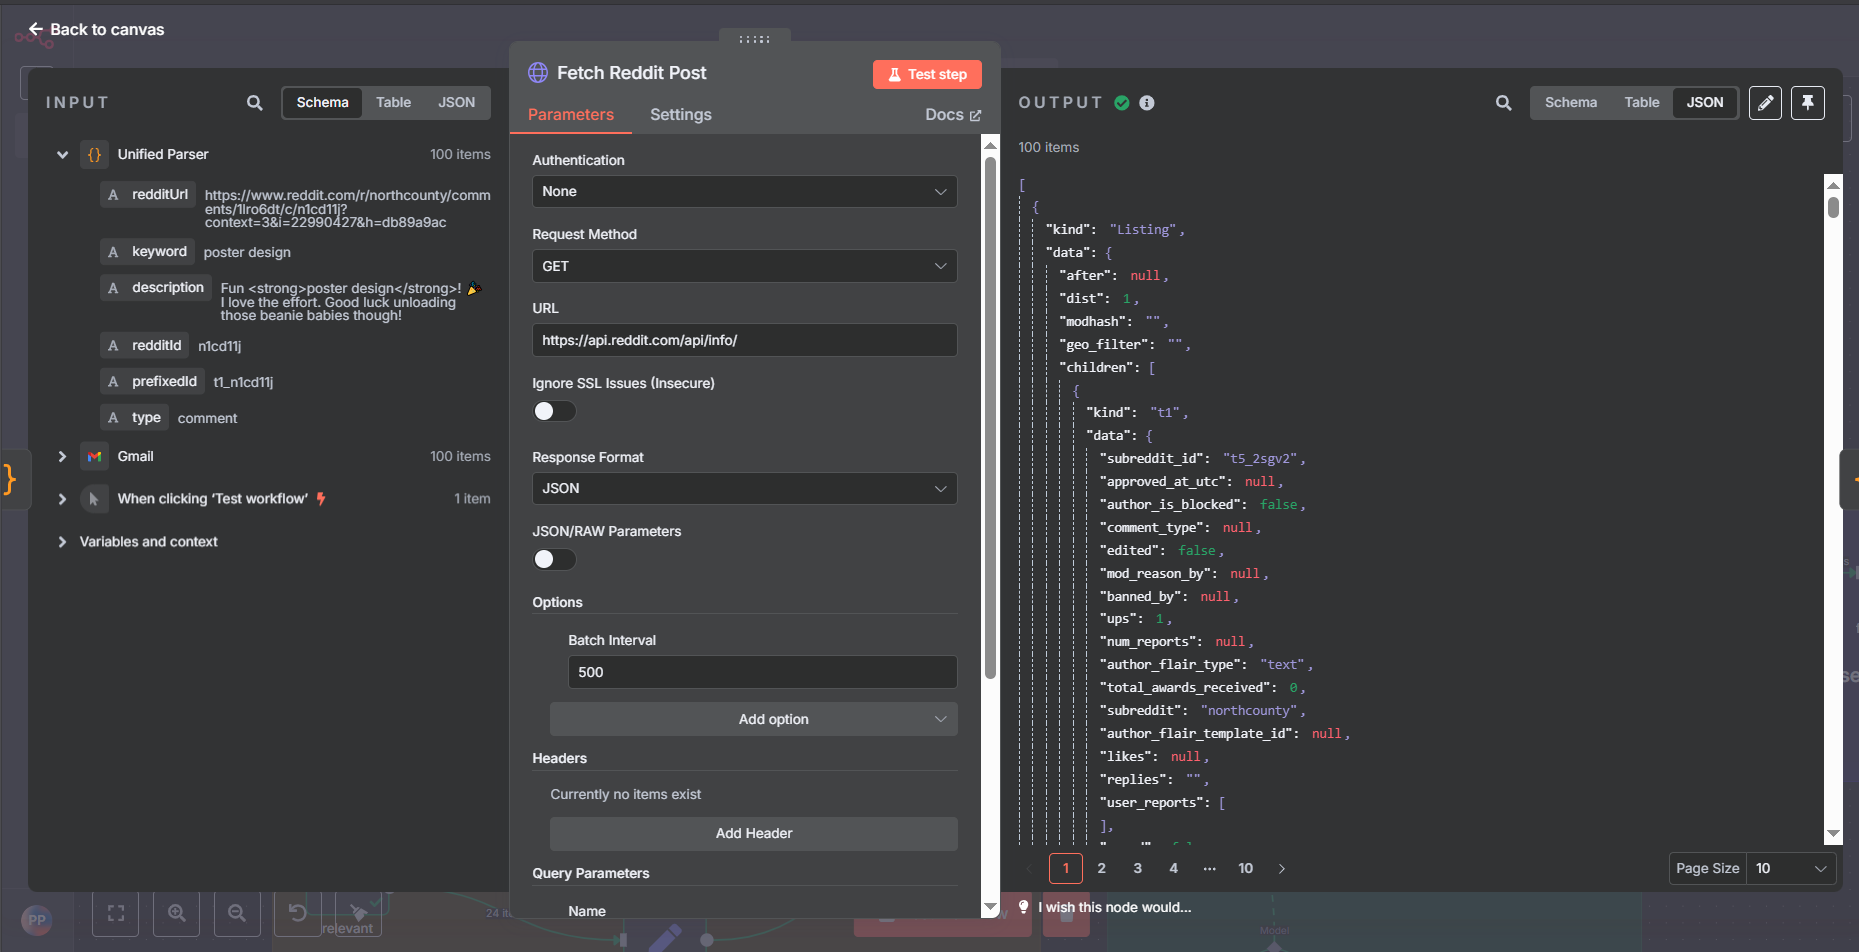 Back to canvas
INPUT
Schema
Table
JSON
Unified Parser
100 items
A redditUrl
https://www.reddit.com/r/northcounty/comm
ents/1lro6dt/c/n1cd11j?
context=3&i=22990427&h=db89a9ac
A keyword
poster design
A description
Fun <strong>poster design</strong>! 🎉
I love the effort. Good luck unloading
those beanie babies though!
A redditId
n1cd11j
A prefixedId
t1_n1cd11j
A type
comment
Gmail
100 items
When clicking ‘Test workflow’
1 item
Variables and context
Fetch Reddit Post
Test step
Parameters
Settings
Docs
Authentication
None
Request Method
GET
URL
https://api.reddit.com/api/info/
Ignore SSL Issues (Insecure)
Response Format
JSON
JSON/RAW Parameters
Options
Batch Interval
500
Add option
Headers
Currently no items exist
Add Header
Query Parameters
Name
OUTPUT
Schema
Table
JSON
100 items
[
{
"kind": "Listing",
"data": {
"after": null,
"dist": 1,
"modhash": "",
"geo_filter": "",
"children": [
{
"kind": "t1",
"data": {
"subreddit_id": "t5_2sgv2",
"approved_at_utc": null,
"author_is_blocked": false,
"comment_type": null,
"edited": false,
"mod_reason_by": null,
"banned_by": null,
"ups": 1,
"num_reports": null,
"author_flair_type": "text",
"total_awards_received": 0,
"subreddit": "northcounty",
"author_flair_template_id": null,
"likes": null,
"replies": "",
"user_reports": [
],
1
2
3
4
...
10
Page Size
10
I wish this node would...
PP
24
relevant
Model